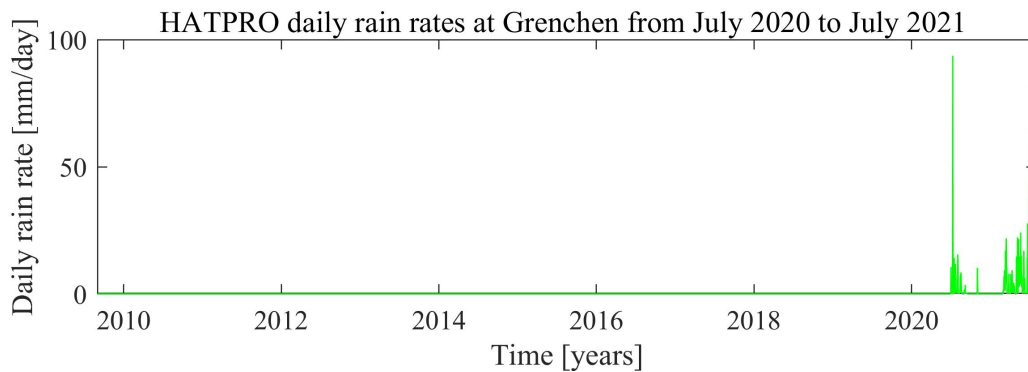 HATPRO daily rain rates at Grenchen from July 2020 to July 2021
Daily rain rate [mm/day]
100
50
0
2010 2012 2014 2016 2018 2020
Time [years]